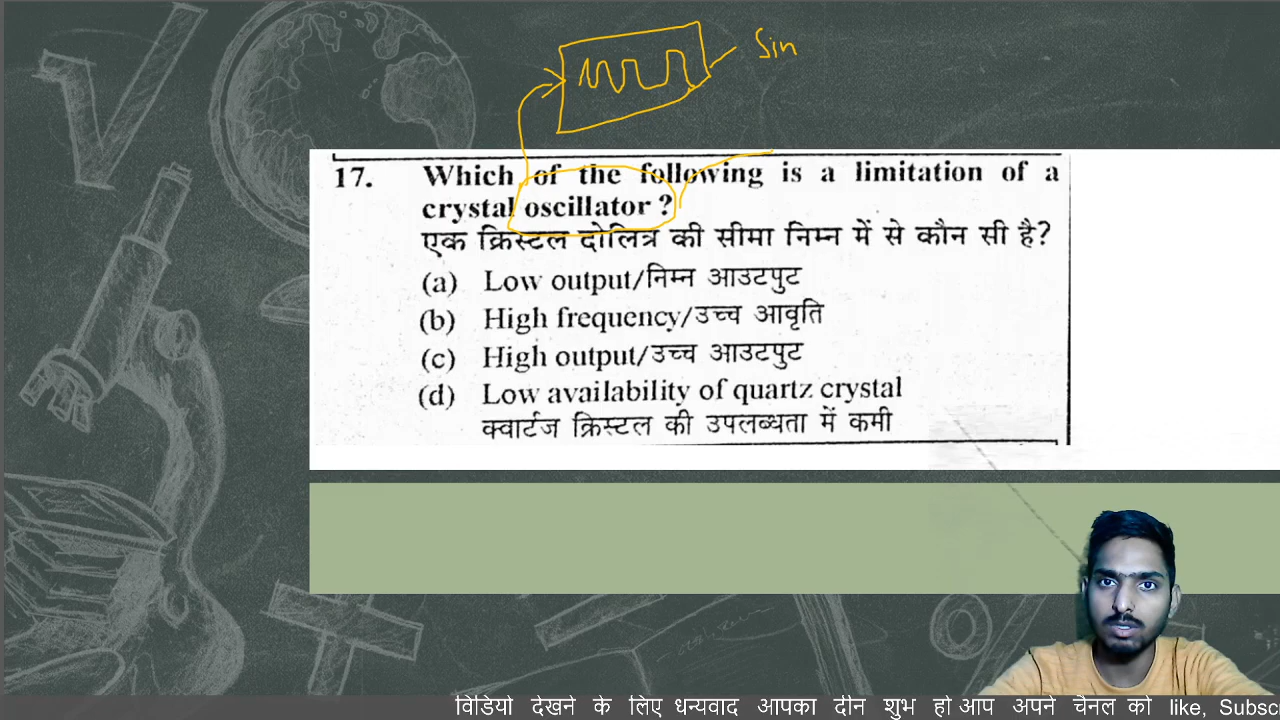 Sin
17. Which of the following is a limitation of a
crystal oscillator ?
एक क्रिस्टल दोलित्र की सीमा निम्न में से कौन सी है?
(a) Low output/निम्न आउटपुट
(b) High frequency/उच्च आवृति
(c) High output/उच्च आउटपुट
(d) Low availability of quartz crystal
क्वार्टज क्रिस्टल की उपलब्धता में कमी
विडियो देखने के लिए धन्यवाद आपका दीन शुभ हो आप अपने चैनल को like, Subsc